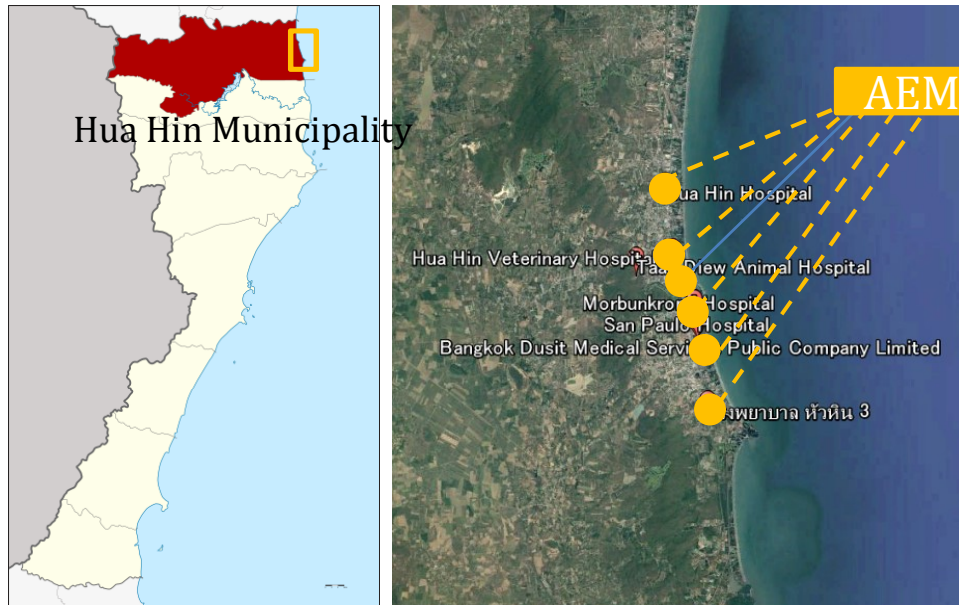 Hua Hin Municipality
AEM
Hua Hin Hospital
Hua Hin Veterinary Hospital
Diew Animal Hospital
Hospital
San Paulo Hospital
Bangkok Dusit Medical Public Company Limited
หัวหิน 3